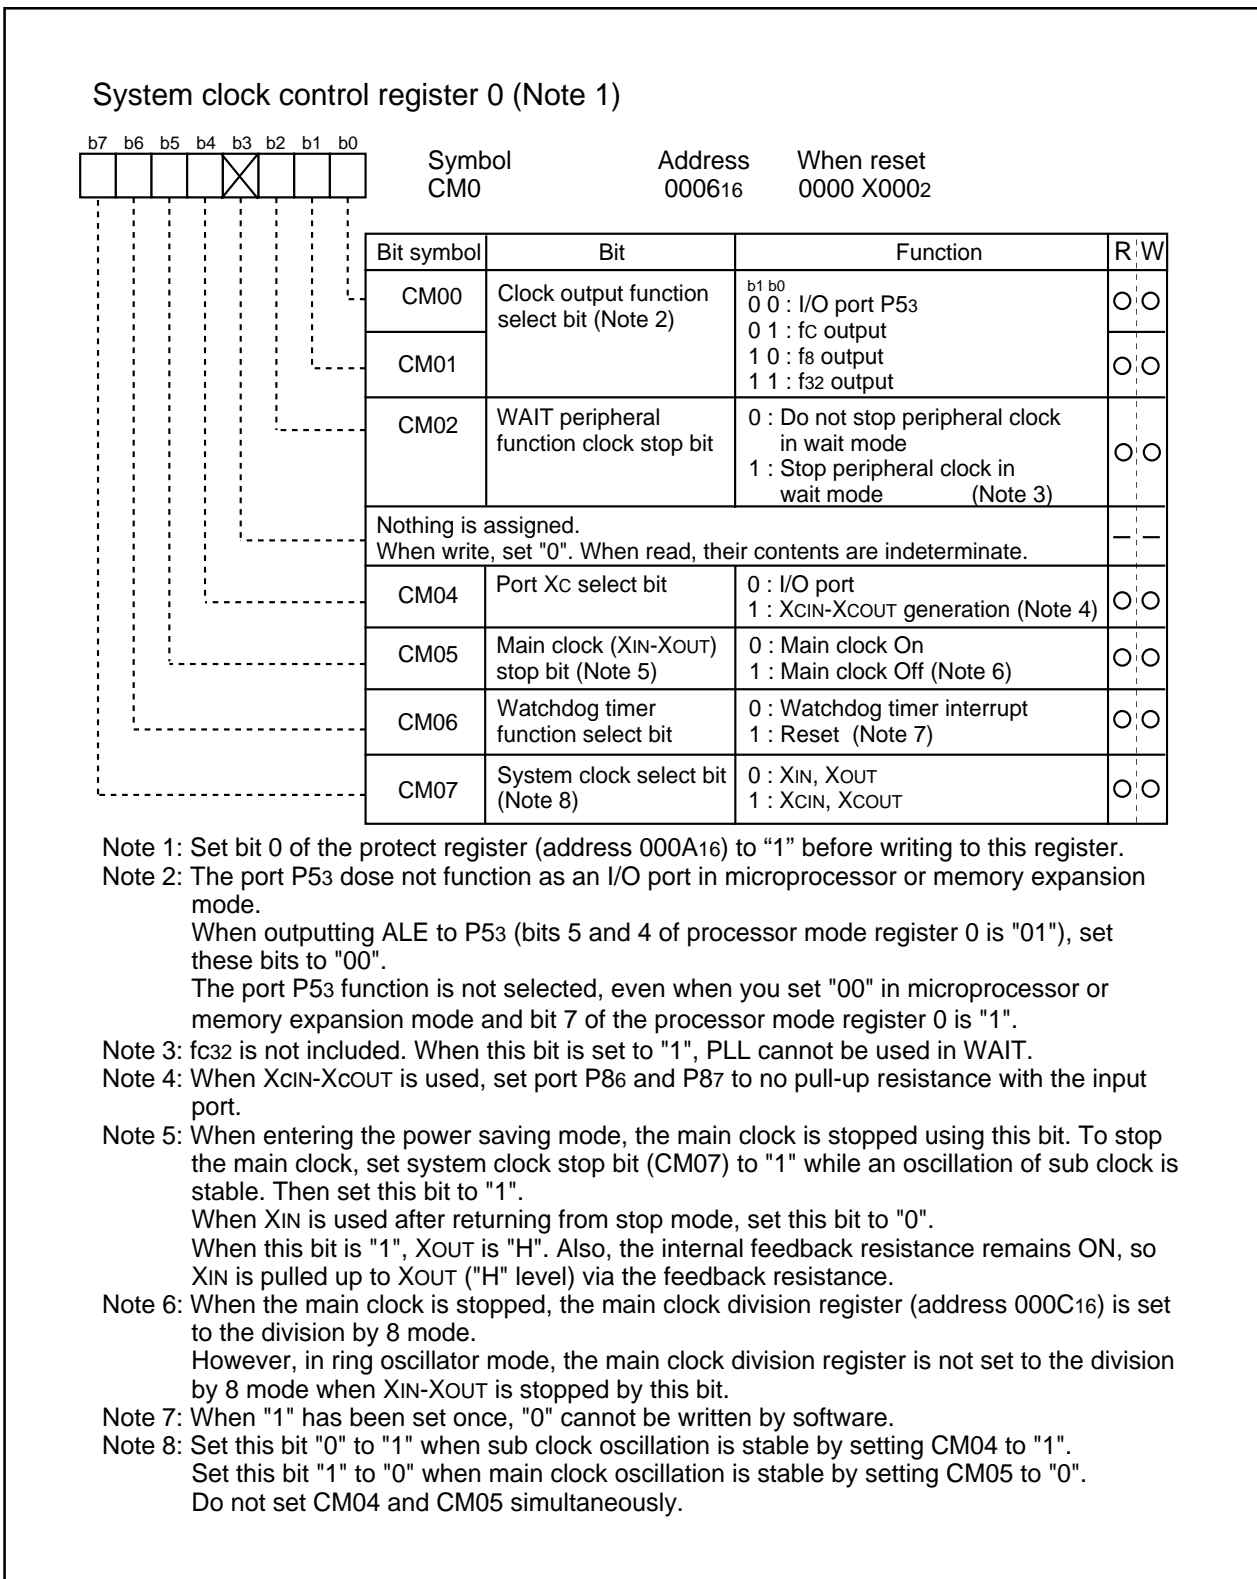 System clock control register 0 (Note 1)
b7 b6 b5 b4 b3 b2 b1 b0
Symbol Address When reset
CM0 000616 0000 X0002
Bit symbol Bit Function R W
CM00 Clock output function select bit (Note 2)
b1 b0
0 0 : I/O port P53
0 1 : fC output
CM01
1 0 : f8 output
1 1 : f32 output
CM02 WAIT peripheral function clock stop bit
0 : Do not stop peripheral clock
in wait mode
1 : Stop peripheral clock in
wait mode (Note 3)
Nothing is assigned.
When write, set "0". When read, their contents are indeterminate.
CM04 Port XC select bit
0 : I/O port
1 : XCIN-XCOUT generation (Note 4)
CM05 Main clock (XIN-XOUT) stop bit (Note 5)
0 : Main clock On
1 : Main clock Off (Note 6)
CM06 Watchdog timer function select bit
0 : Watchdog timer interrupt
1 : Reset (Note 7)
CM07 System clock select bit (Note 8)
0 : XIN, XOUT
1 : XCIN, XCOUT
Note 1: Set bit 0 of the protect register (address 000A16) to “1” before writing to this register.
Note 2: The port P53 dose not function as an I/O port in microprocessor or memory expansion
mode.
When outputting ALE to P53 (bits 5 and 4 of processor mode register 0 is "01"), set
these bits to "00".
The port P53 function is not selected, even when you set "00" in microprocessor or
memory expansion mode and bit 7 of the processor mode register 0 is "1".
Note 3: fc32 is not included. When this bit is set to "1", PLL cannot be used in WAIT.
Note 4: When XcIN-XcOUT is used, set port P86 and P87 to no pull-up resistance with the input
port.
Note 5: When entering the power saving mode, the main clock is stopped using this bit. To stop
the main clock, set system clock stop bit (CM07) to "1" while an oscillation of sub clock is
stable. Then set this bit to "1".
When XIN is used after returning from stop mode, set this bit to "0".
When this bit is "1", XOUT is "H". Also, the internal feedback resistance remains ON, so
XIN is pulled up to XOUT ("H" level) via the feedback resistance.
Note 6: When the main clock is stopped, the main clock division register (address 000C16) is set
to the division by 8 mode.
However, in ring oscillator mode, the main clock division register is not set to the division
by 8 mode when XIN-XOUT is stopped by this bit.
Note 7: When "1" has been set once, "0" cannot be written by software.
Note 8: Set this bit "0" to "1" when sub clock oscillation is stable by setting CM04 to "1".
Set this bit "1" to "0" when main clock oscillation is stable by setting CM05 to "0".
Do not set CM04 and CM05 simultaneously.